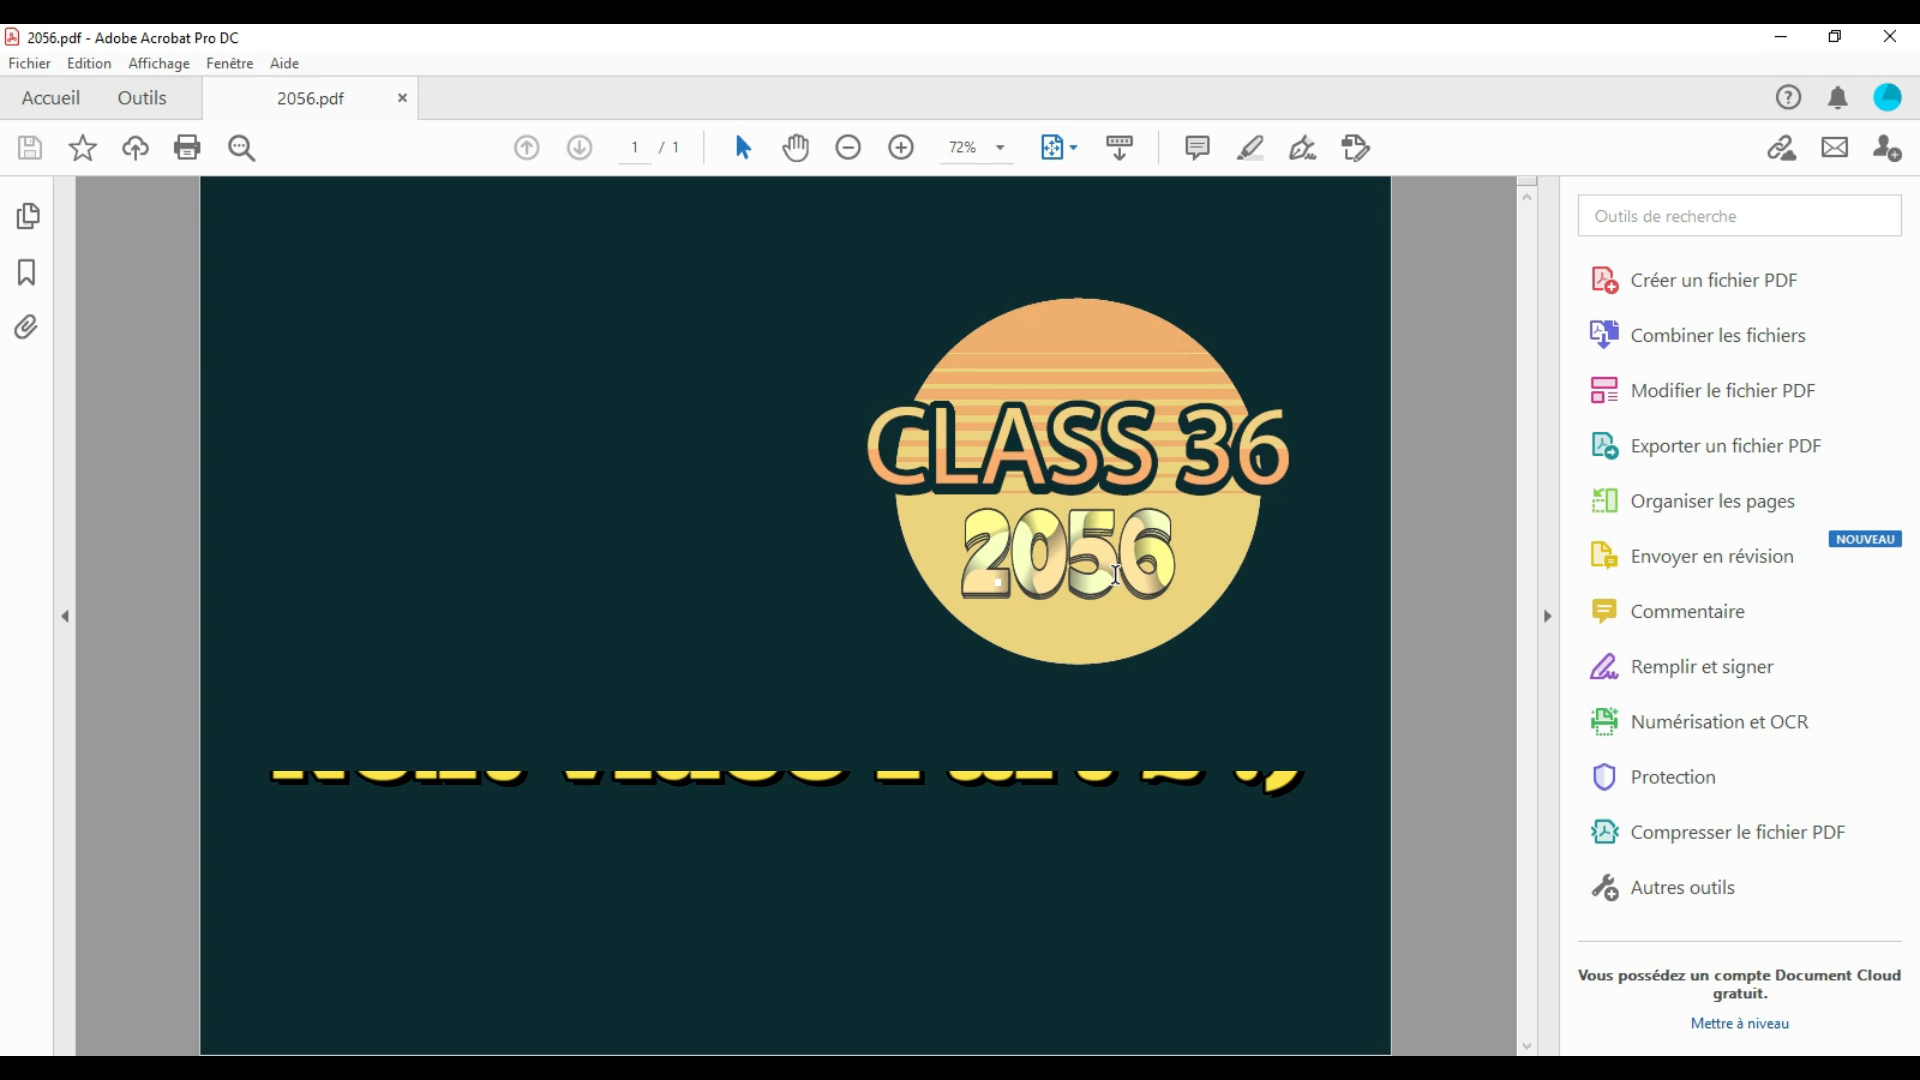 2056.pdf - Adobe Acrobat Pro DC
Fichier Edition Affichage Fenêtre Aide
Accueil Outils 2056.pdf
1 / 1 72%
Outils de recherche
Créer un fichier PDF
Combiner les fichiers
Modifier le fichier PDF
Exporter un fichier PDF
Organiser les pages
NOUVEAU
Envoyer en révision
Commentaire
Remplir et signer
Numérisation et OCR
Protection
Compresser le fichier PDF
Autres outils
Vous possédez un compte Document Cloud
gratuit.
Mettre à niveau
CLASS 36
2056